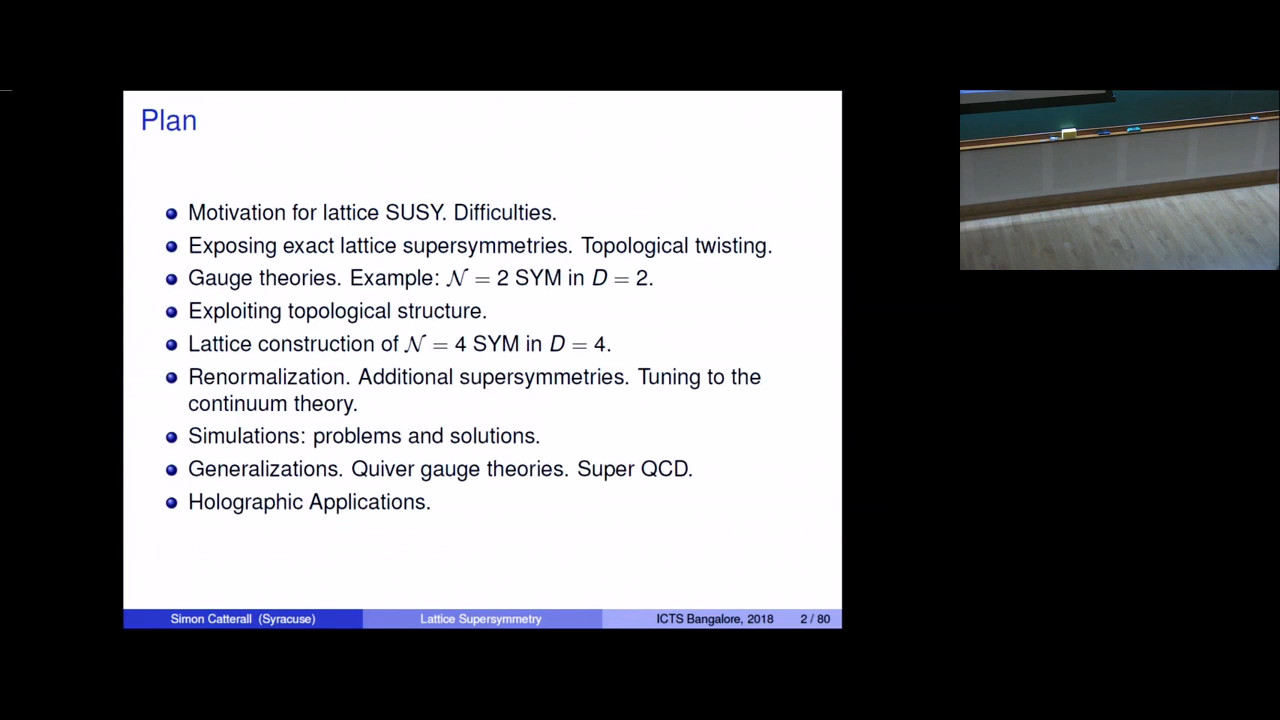 Plan
Motivation for lattice SUSY. Difficulties.
Exposing exact lattice supersymmetries. Topological twisting.
Gauge theories. Example: 𝒩 = 2 SYM in D = 2.
Exploiting topological structure.
Lattice construction of 𝒩 = 4 SYM in D = 4.
Renormalization. Additional supersymmetries. Tuning to the
continuum theory.
Simulations: problems and solutions.
Generalizations. Quiver gauge theories. Super QCD.
Holographic Applications.
Simon Catterall (Syracuse) Lattice Supersymmetry ICTS Bangalore, 2018 2 / 80